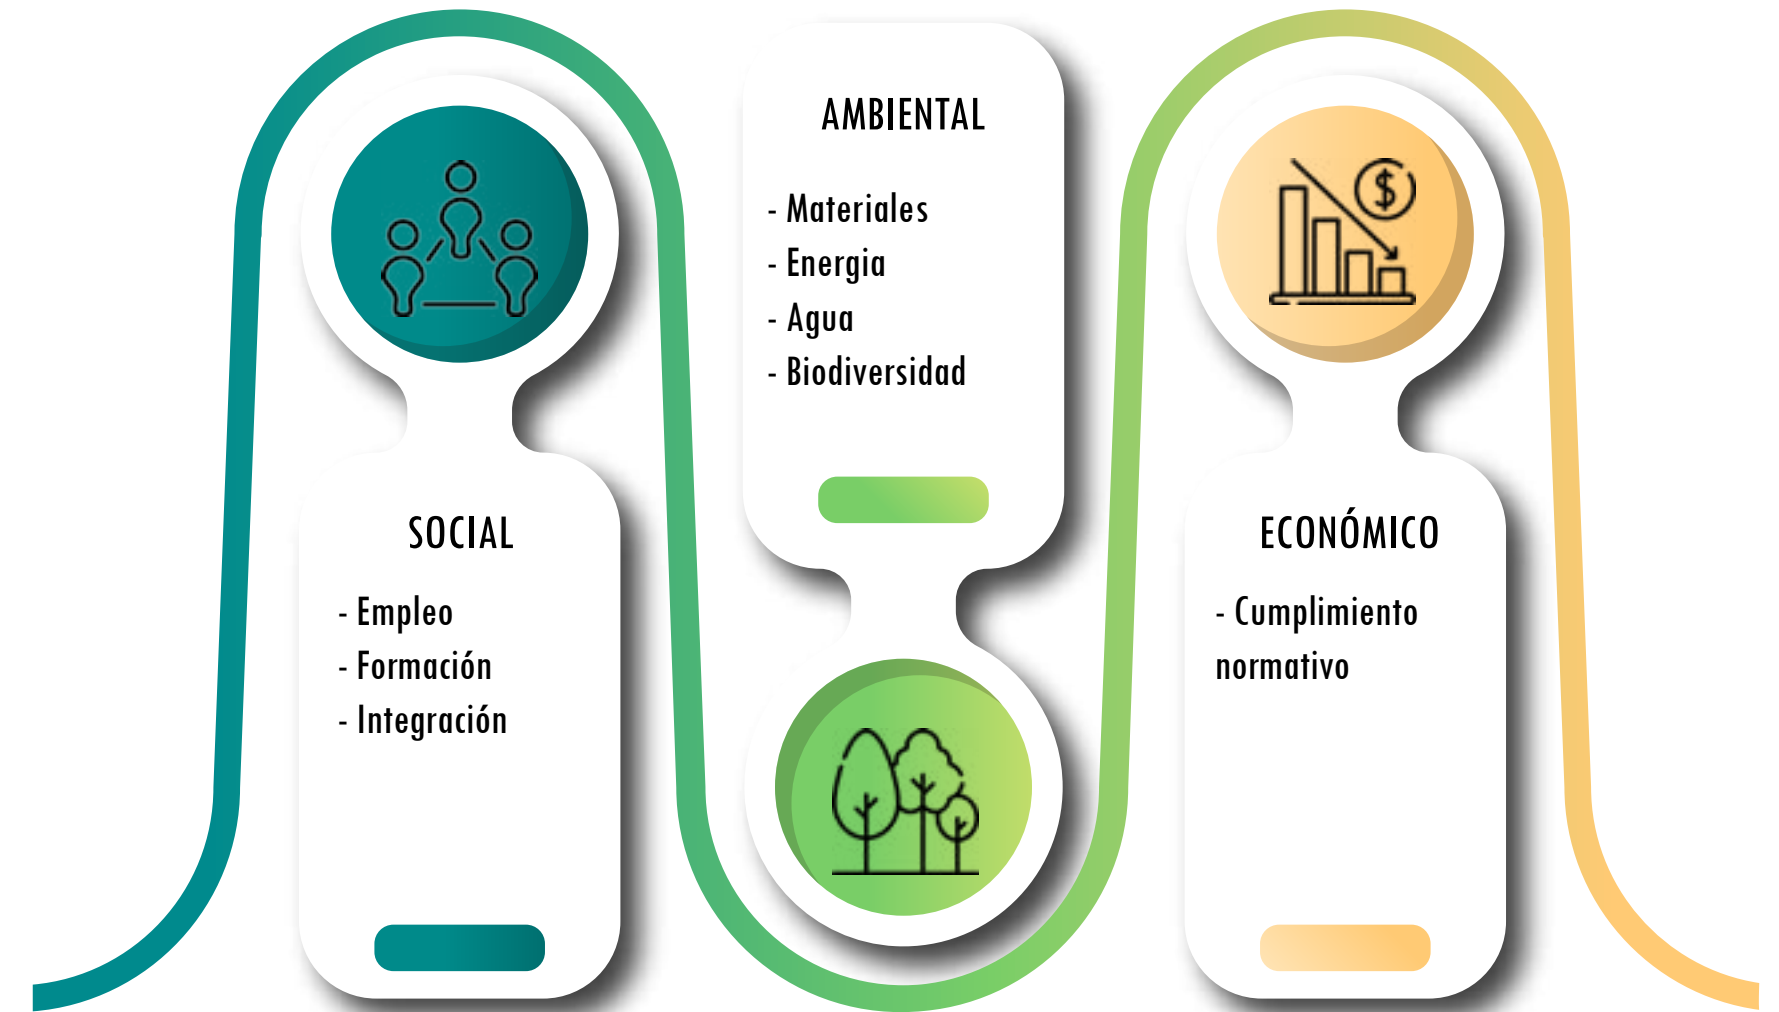 SOCIAL
- Empleo
- Formación
- Integración
AMBIENTAL
- Materiales
- Energia
- Agua
- Biodiversidad
$
ECONÓMICO
- Cumplimiento
normativo